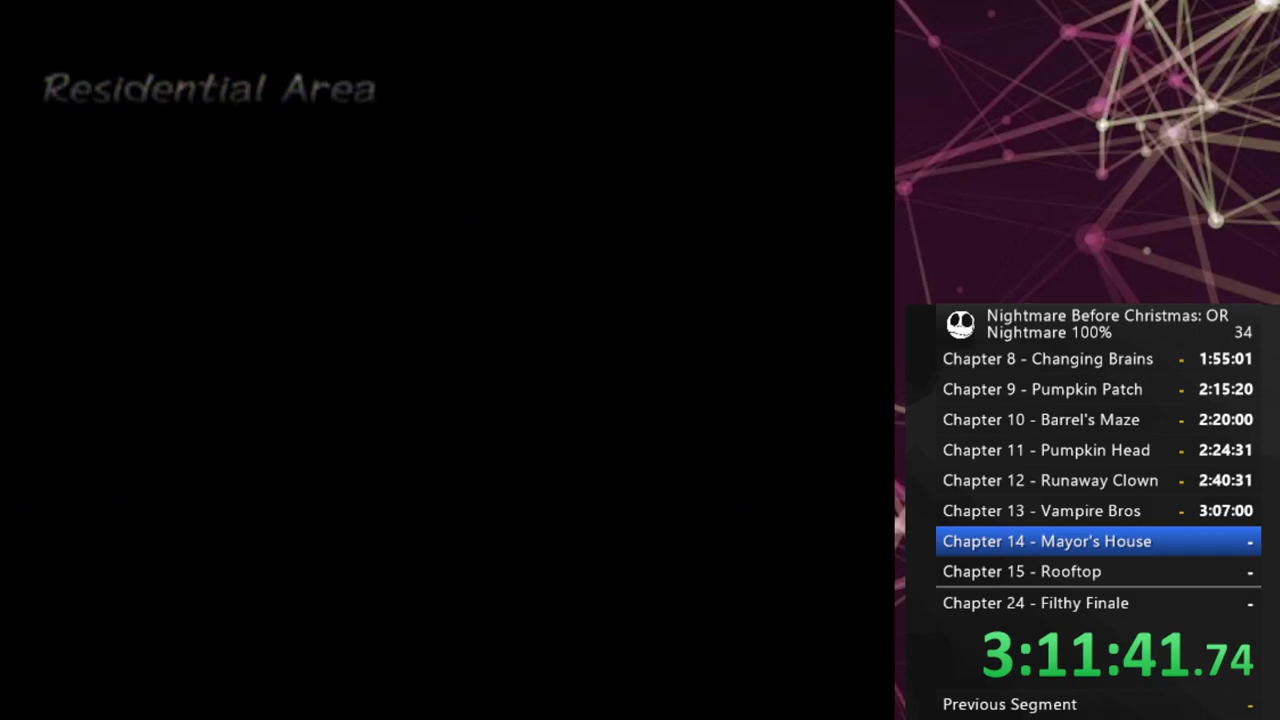 Residential Area
Nightmare Before Christmas: OR
Nightmare 100% 34
Chapter 8 - Changing Brains - 1:55:01
Chapter 9 - Pumpkin Patch - 2:15:20
Chapter 10 - Barrel's Maze - 2:20:00
Chapter 11 - Pumpkin Head - 2:24:31
Chapter 12 - Runaway Clown - 2:40:31
Chapter 13 - Vampire Bros - 3:07:00
Chapter 14 - Mayor's House -
Chapter 15 - Rooftop -
Chapter 24 - Filthy Finale -
3:11:41.74
Previous Segment -